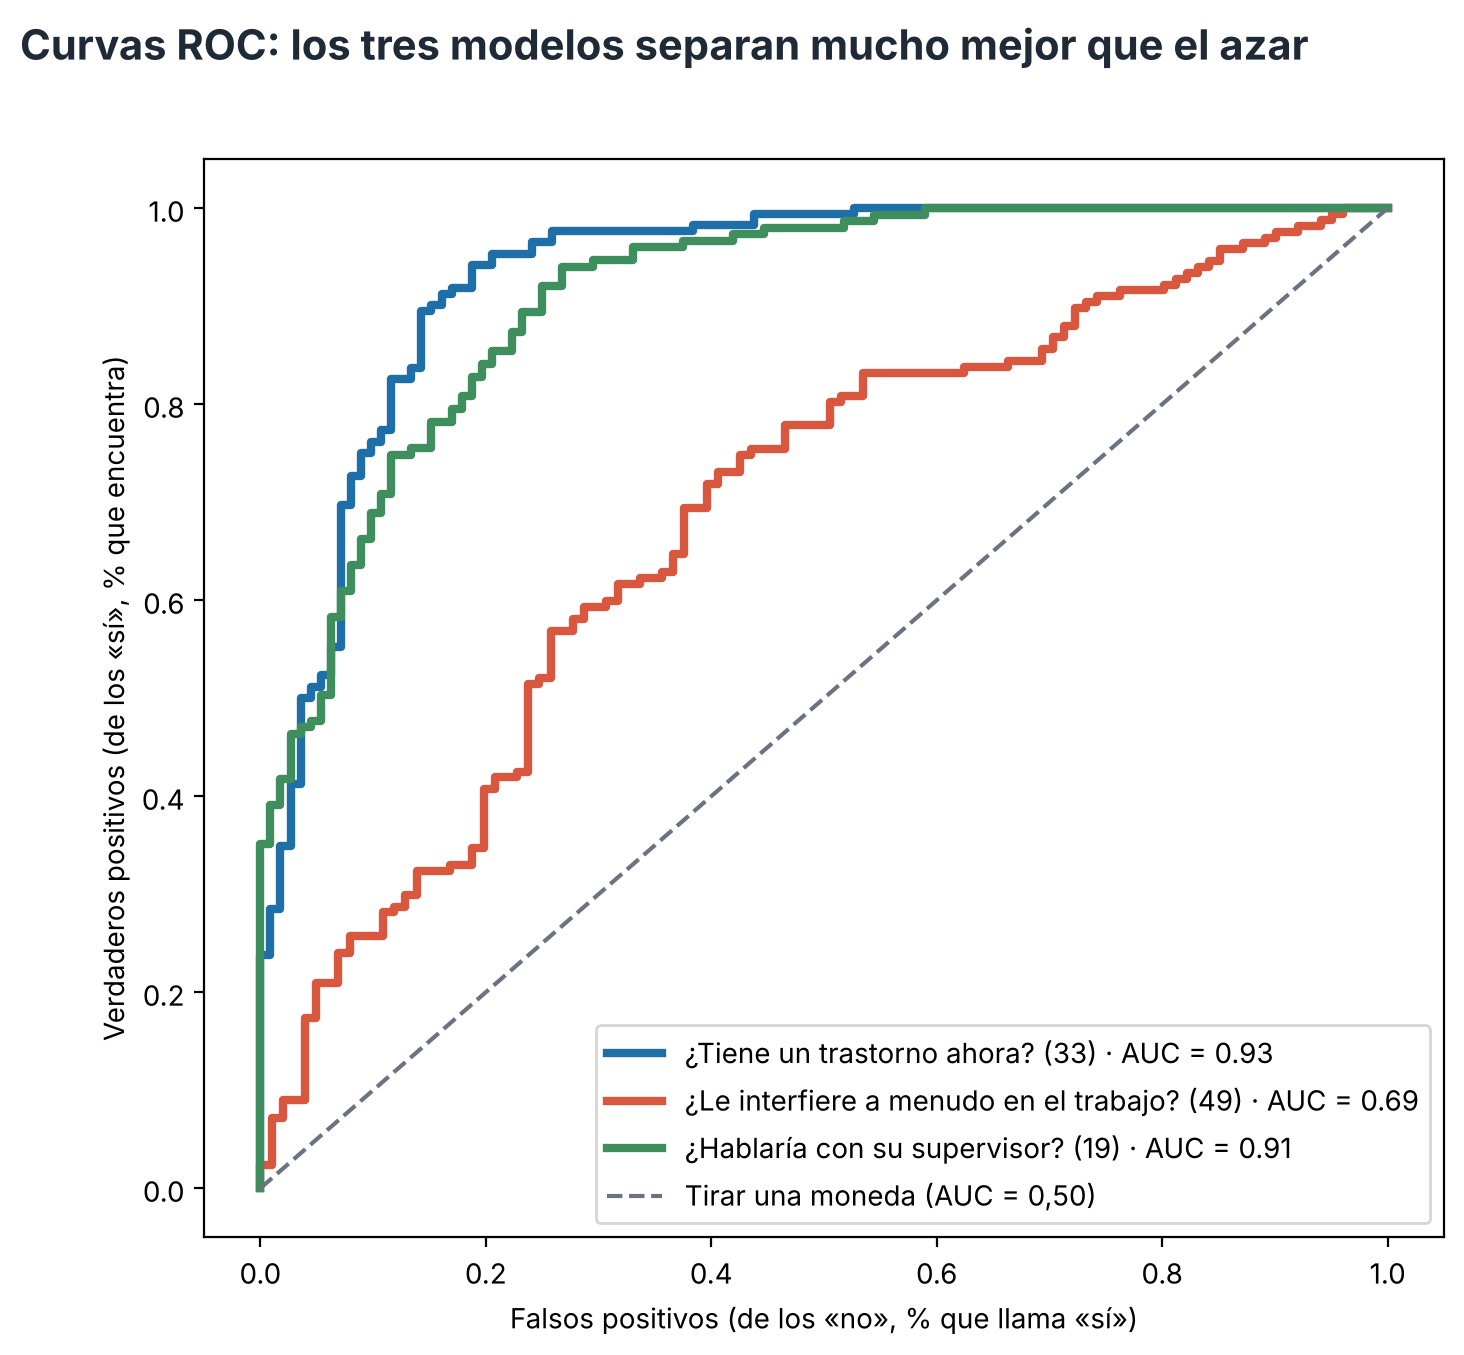 Curvas ROC: los tres modelos separan mucho mejor que el azar
Verdaderos positivos (de los «sí», % que encuentra)
1.0
0.8
0.6
0.4
0.2
0.0
¿Tiene un trastorno ahora? (33) · AUC = 0.93
¿Le interfiere a menudo en el trabajo? (49) · AUC = 0.69
¿Hablaría con su supervisor? (19) · AUC = 0.91
Tirar una moneda (AUC = 0,50)
0.0 0.2 0.4 0.6 0.8 1.0
Falsos positivos (de los «no», % que llama «sí»)